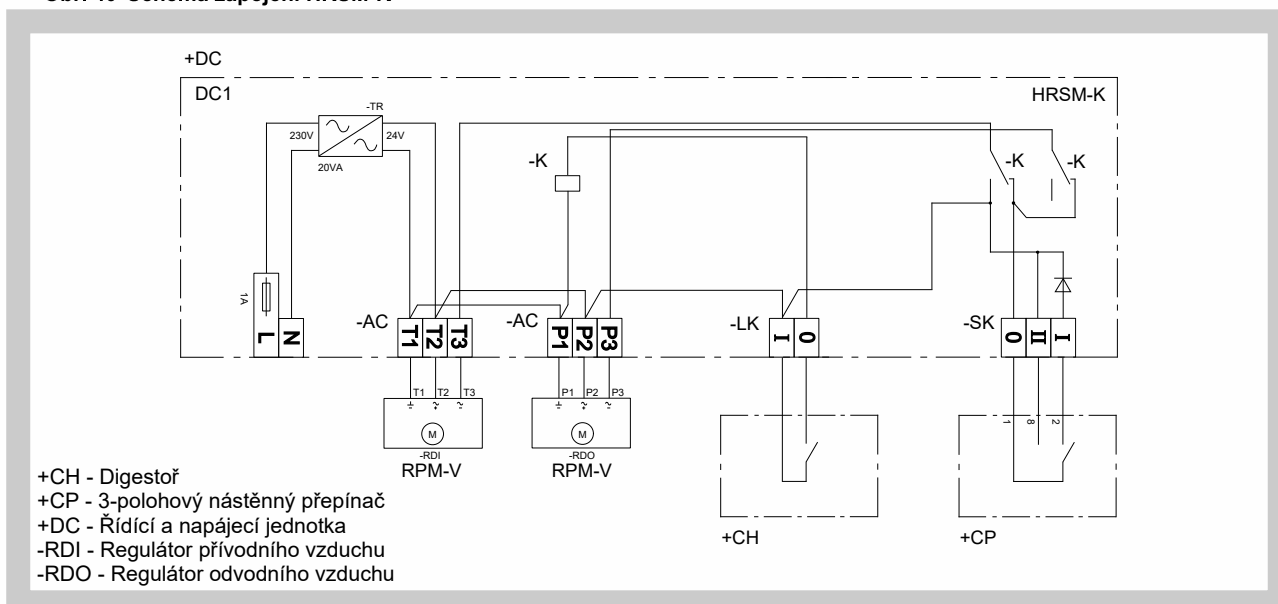 +DC
DC1
HRSM-K
-TR
230V
24V
20VA
-K
-K
-K
1A
L
N
-AC
T1
T2
T3
-AC
P1
P2
P3
-LK
I
0
-SK
0
II
I
T1
T2
T3
P1
P2
P3
M
M
-RDI
-RDO
RPM-V
RPM-V
1
8
2
+CH
+CP
+CH - Digestoř
+CP - 3-polohový nástěnný přepínač
+DC - Řídící a napájecí jednotka
-RDI - Regulátor přívodního vzduchu
-RDO - Regulátor odvodního vzduchu